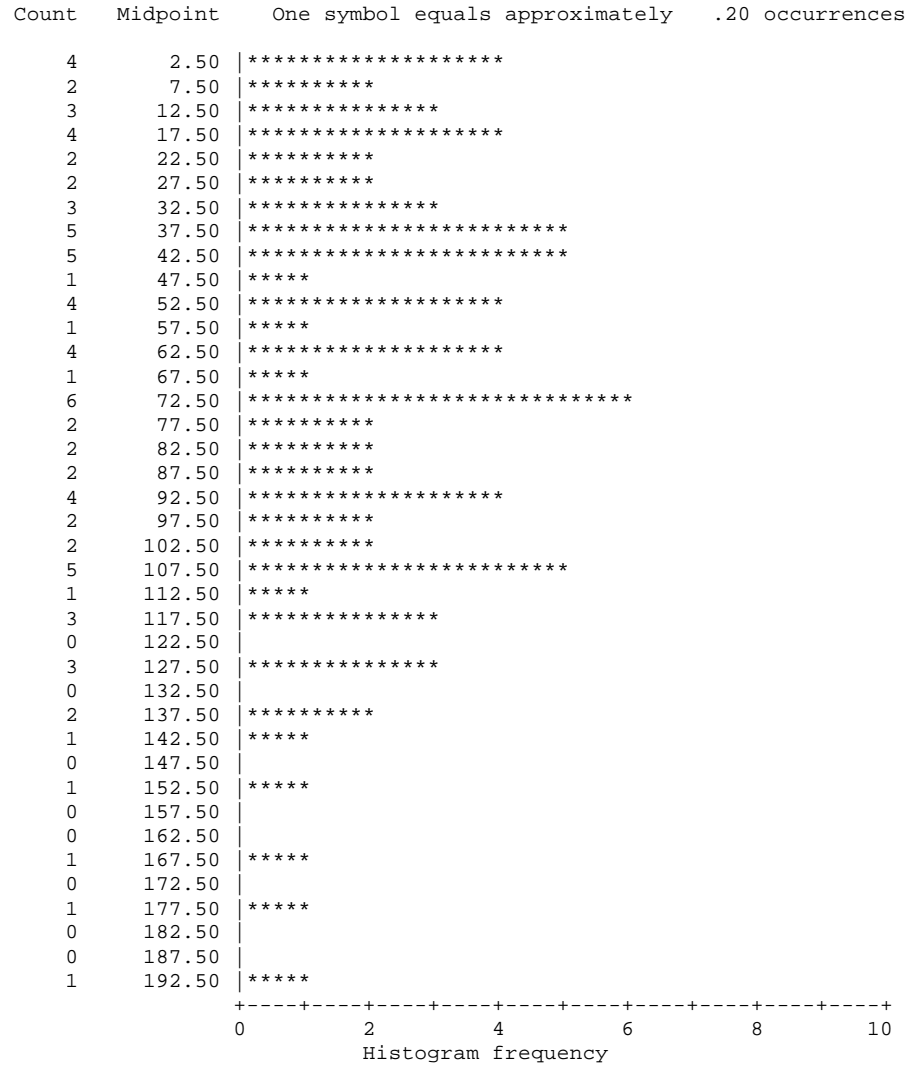 Count   Midpoint    One symbol equals approximately   .20 occurrences
4       2.50 |********************
2       7.50 |**********
3      12.50 |***************
4      17.50 |********************
2      22.50 |**********
2      27.50 |**********
3      32.50 |***************
5      37.50 |*************************
5      42.50 |*************************
1      47.50 |*****
4      52.50 |********************
1      57.50 |*****
4      62.50 |********************
1      67.50 |*****
6      72.50 |******************************
2      77.50 |**********
2      82.50 |**********
2      87.50 |**********
4      92.50 |********************
2      97.50 |**********
2     102.50 |**********
5     107.50 |*************************
1     112.50 |*****
3     117.50 |***************
0     122.50 |
3     127.50 |***************
0     132.50 |
2     137.50 |**********
1     142.50 |*****
0     147.50 |
1     152.50 |*****
0     157.50 |
0     162.50 |
1     167.50 |*****
0     172.50 |
1     177.50 |*****
0     182.50 |
0     187.50 |
1     192.50 |*****
+----+----+----+----+----+----+----+----+----+----+
0         2         4         6         8         10
Histogram frequency